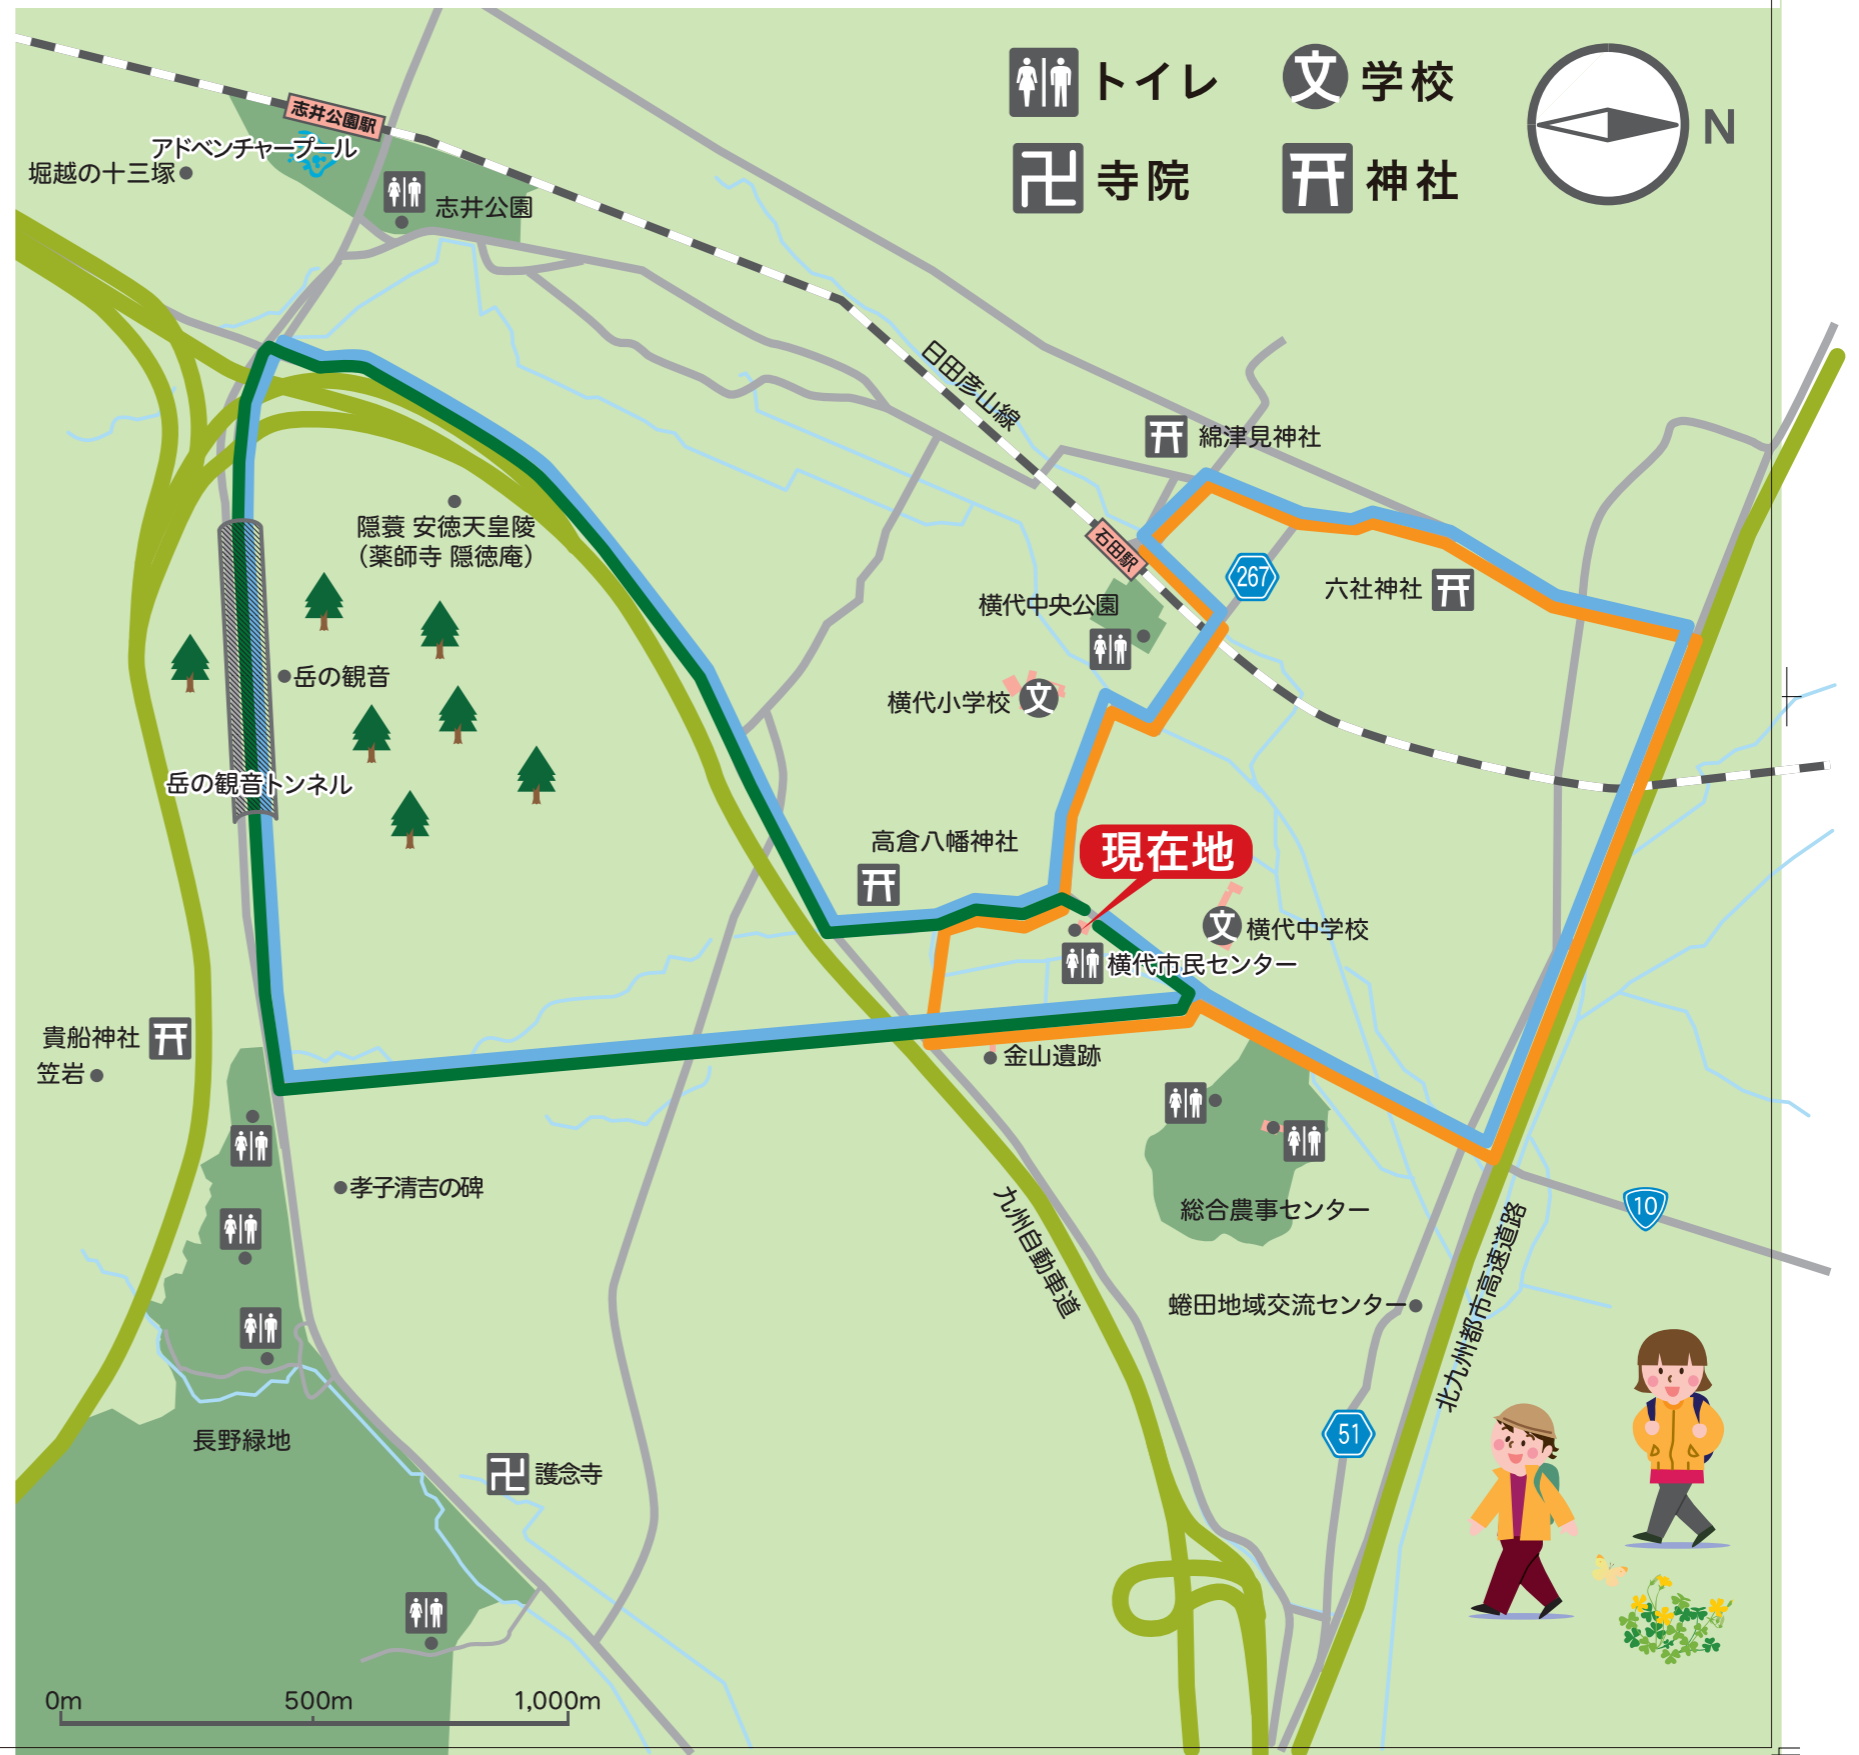 トイレ
学校
寺院
神社
N
志井公園駅
アドベンチャープール
堀越の十三塚
志井公園
日田彦山線
綿津見神社
石田駅
267
六社神社
隠蓑 安徳天皇陵
（薬師寺 隠徳庵）
横代中央公園
岳の観音
横代小学校
岳の観音トンネル
高倉八幡神社
現在地
横代中学校
横代市民センター
貴船神社
笠岩
金山遺跡
孝子清吉の碑
九州自動車道
総合農事センター
10
北九州都市高速道路
蜷田地域交流センター
51
長野緑地
護念寺
0m
500m
1,000m